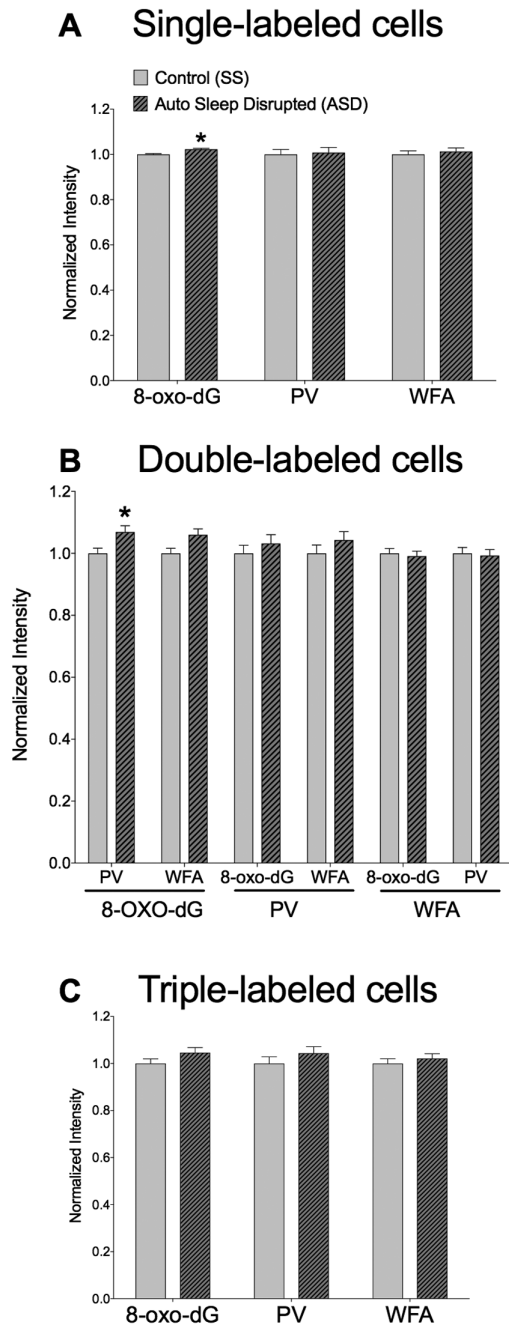 A Single-labeled cells
Control (SS)
Auto Sleep Disrupted (ASD)
Normalized Intensity
1.2
1.0
0.8
0.6
0.4
0.2
0.0
*
8-oxo-dG PV WFA
B Double-labeled cells
Normalized Intensity
1.2
1.0
0.8
0.6
0.4
0.2
0.0
*
PV WFA 8-oxo-dG WFA 8-oxo-dG PV
8-OXO-dG PV WFA
C Triple-labeled cells
Normalized Intensity
1.2
1.0
0.8
0.6
0.4
0.2
0.0
8-oxo-dG PV WFA